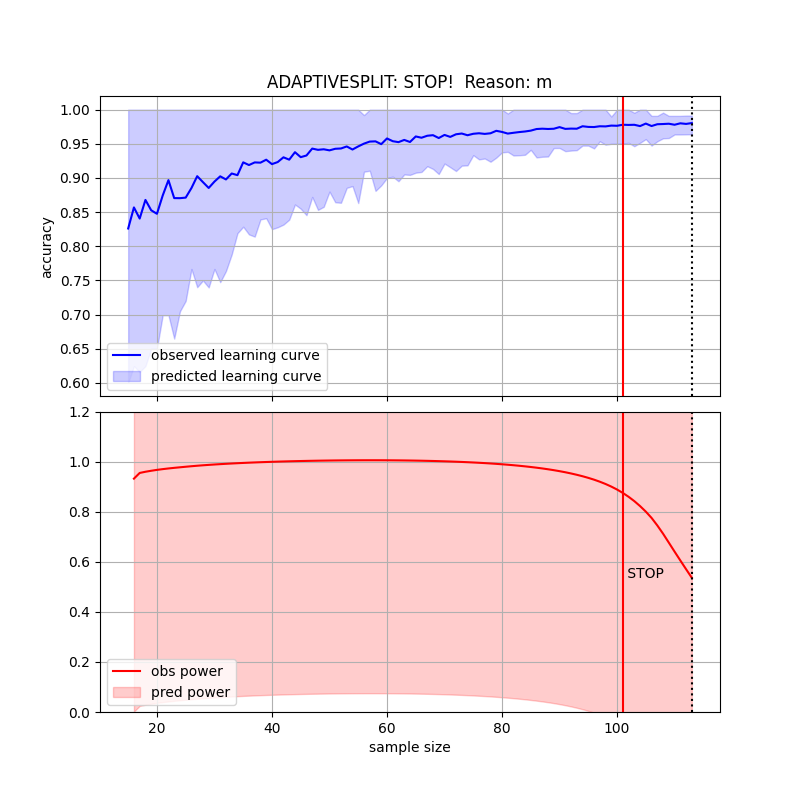 ADAPTIVESPLIT: STOP!  Reason: m
1.00
0.95
0.90
0.85
0.80
0.75
0.70
0.65
0.60
accuracy
observed learning curve
predicted learning curve
1.2
1.0
0.8
0.6
0.4
0.2
0.0
STOP
obs power
pred power
20 40 60 80 100
sample size